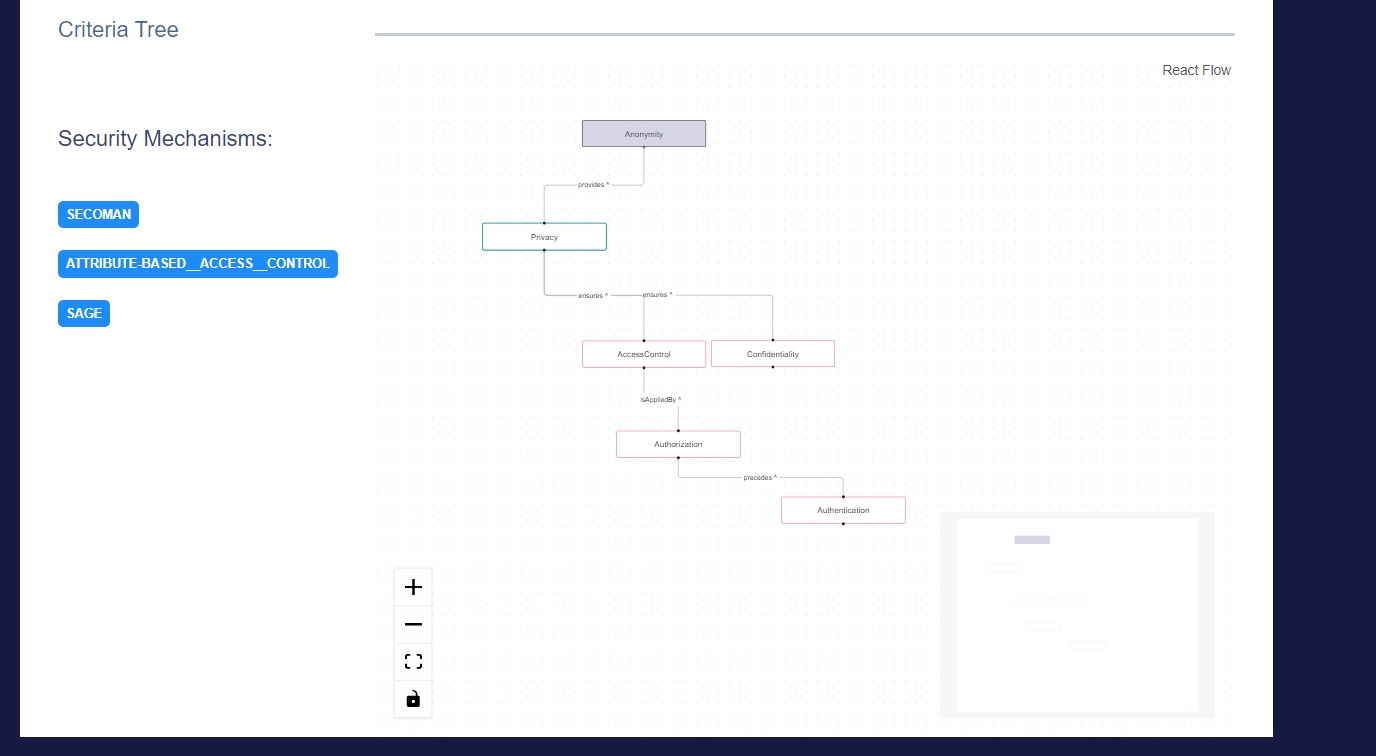 Criteria Tree
React Flow
Security Mechanisms:
SECOMAN
ATTRIBUTE-BASED__ACCESS__CONTROL
SAGE
Anonymity
provides ^
Privacy
ensures ^
ensures ^
AccessControl
Confidentiality
isAppliedBy ^
Authorization
precedes ^
Authentication